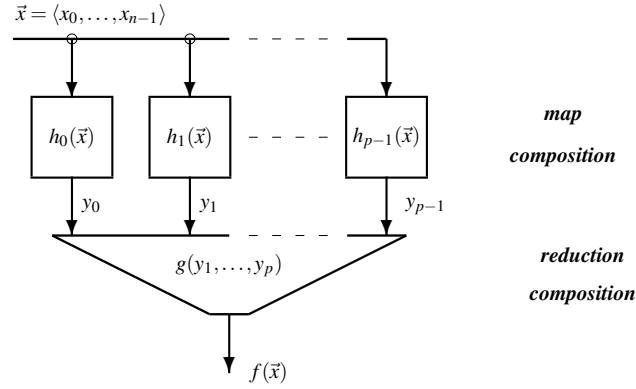 x⃗ = ⟨x₀, …, xₙ₋₁⟩
h₀(x⃗) h₁(x⃗) hₚ₋₁(x⃗)
map
composition
y₀ y₁ yₚ₋₁
g(y₁, …, yₚ)
reduction
composition
f(x⃗)